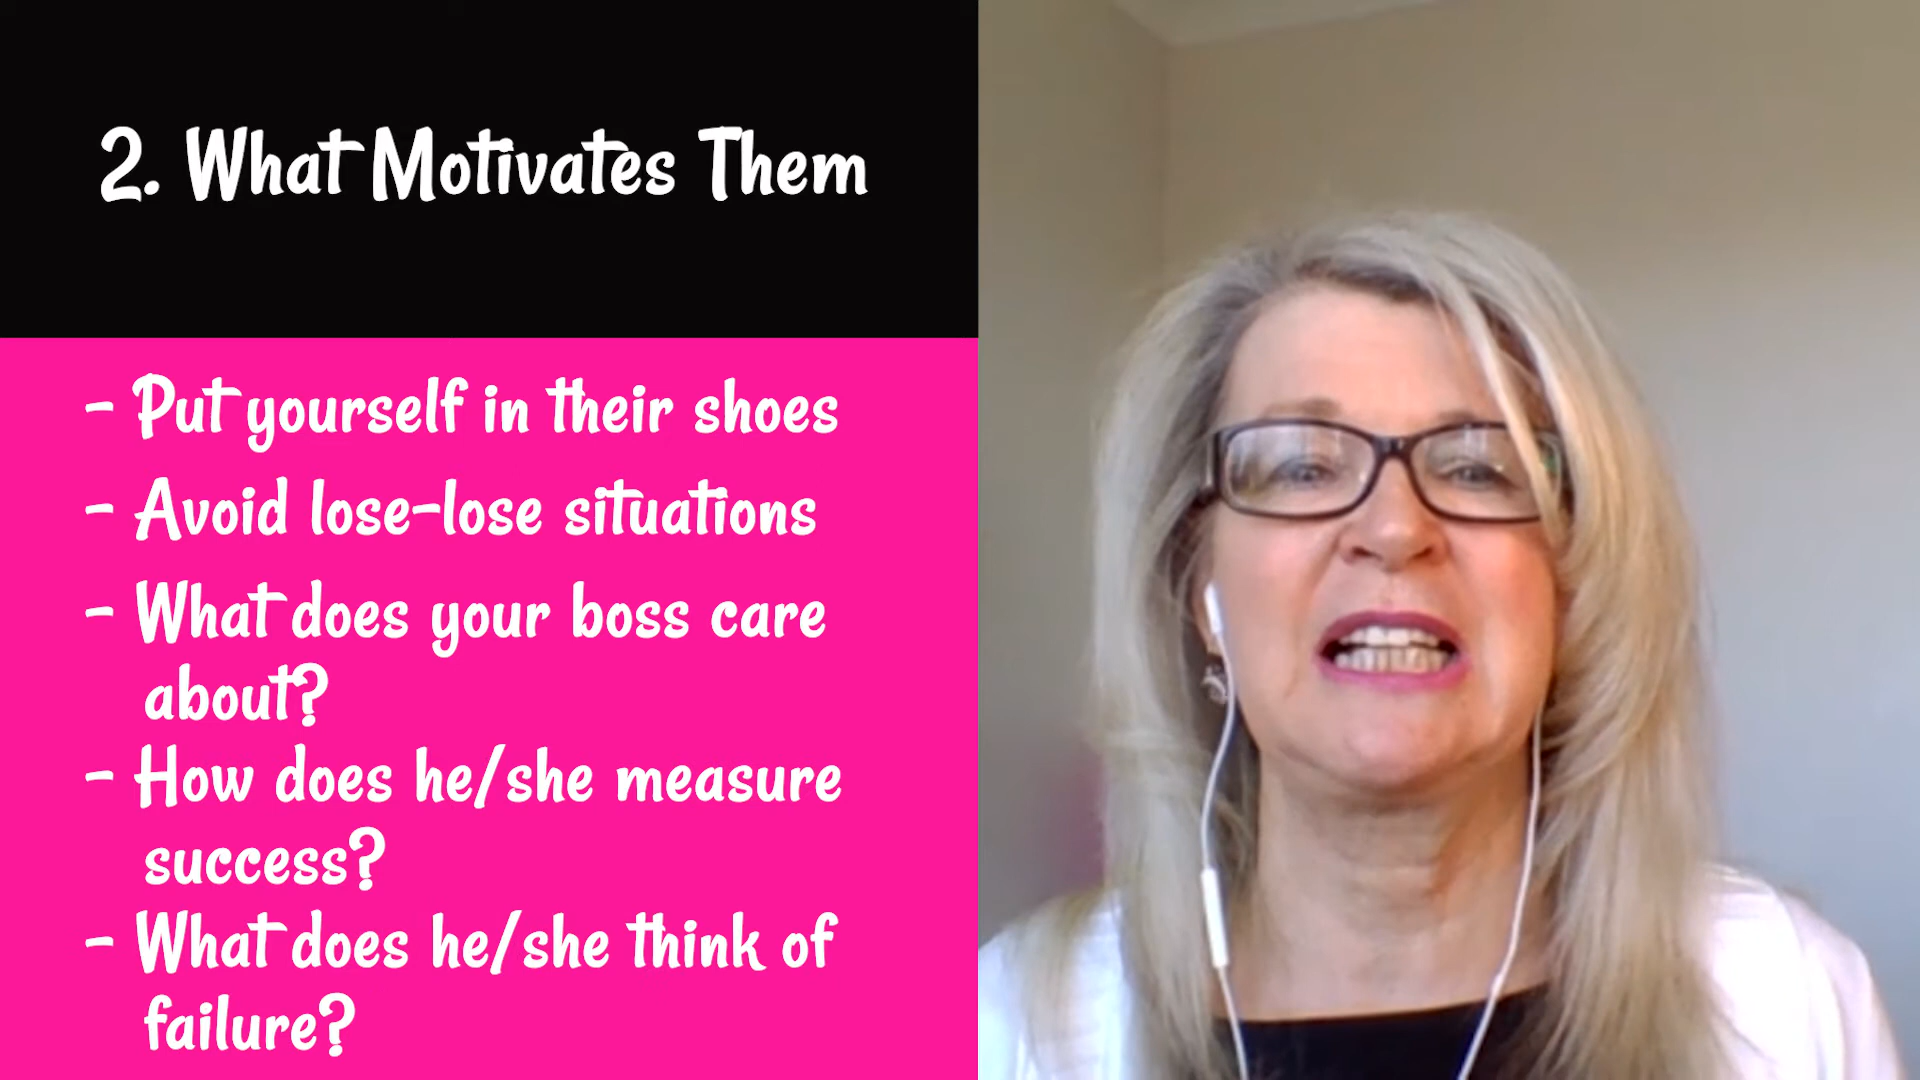 2. What Motivates Them
- Put yourself in their shoes
- Avoid lose-lose situations
- What does your boss care
about?
- How does he/she measure
success?
- What does he/she think of
failure?